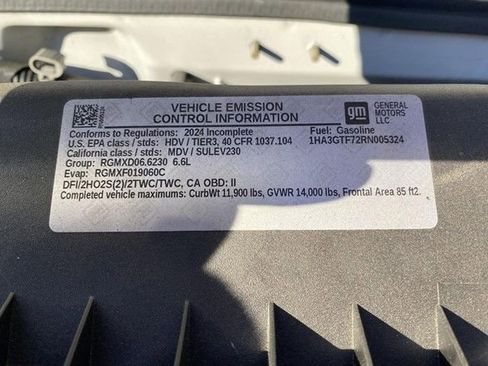 VEHICLE EMISSION
CONTROL INFORMATION
gm
GENERAL
MOTORS
LLC
Conforms to Regulations: 2024 Incomplete
Fuel: Gasoline
U.S. EPA class / stds: HDV / TIER3, 40 CFR 1037.104
1HA3GTF72RN005324
California class / stds: MDV / SULEV230
Group: RGMXD06.6230 6.6L
Evap: RGMXF019060C
DFI/2HO2S(2)/2TWC/TWC, CA OBD: II
Completed vehicle maximums: CurbWt 11,900 lbs, GVWR 14,000 lbs, Frontal Area 85 ft2.